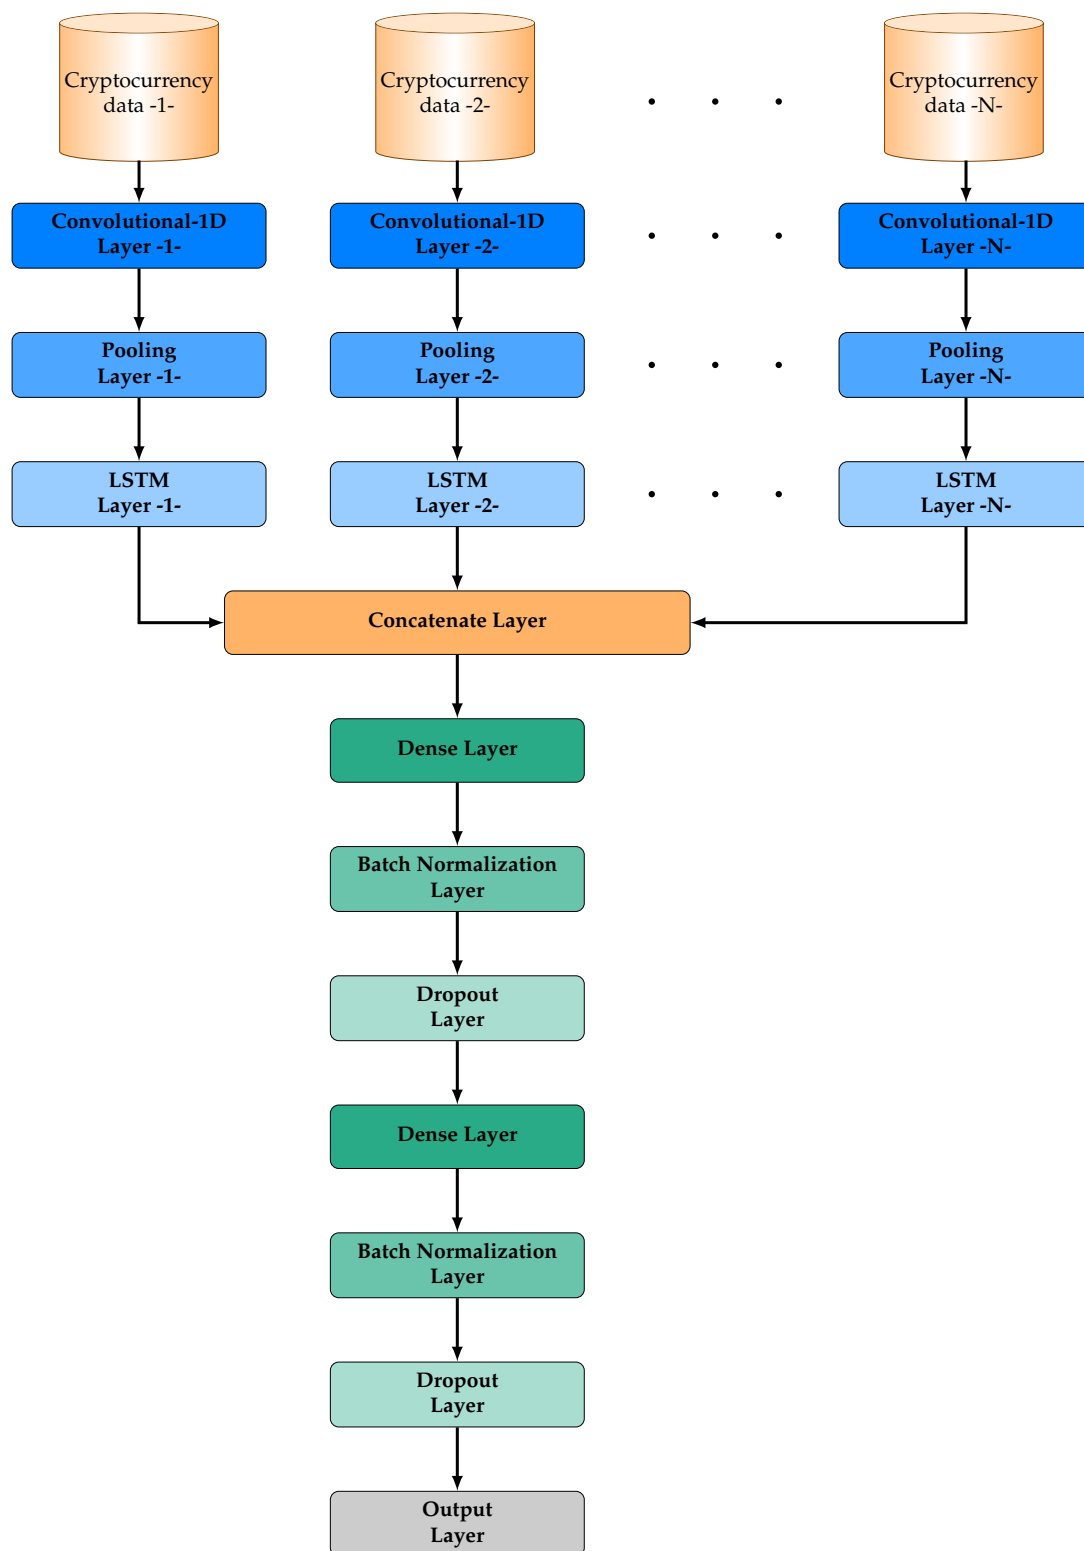 Cryptocurrency
data -1-
Cryptocurrency
data -2-
Cryptocurrency
data -N-
Convolutional-1D
Layer -1-
Convolutional-1D
Layer -2-
Convolutional-1D
Layer -N-
Pooling
Layer -1-
Pooling
Layer -2-
Pooling
Layer -N-
LSTM
Layer -1-
LSTM
Layer -2-
LSTM
Layer -N-
Concatenate Layer
Dense Layer
Batch Normalization
Layer
Dropout
Layer
Dense Layer
Batch Normalization
Layer
Dropout
Layer
Output
Layer